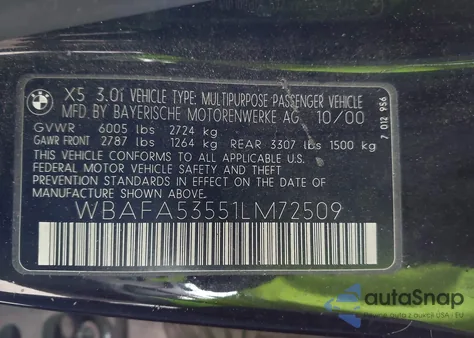 X5 3.0i VEHICLE TYPE: MULTIPURPOSE PASSENGER VEHICLE
MFD BY BAYERISCHE MOTORENWERKE AG 10/00
GVWR 6005 lbs 2724 kg
GAWR FRONT 2787 lbs 1264 kg REAR 3307 lbs 1500 kg
THIS VEHICLE CONFORMS TO ALL APPLICABLE U.S.
FEDERAL MOTOR VEHICLE SAFETY AND THEFT
PREVENTION STANDARDS IN EFFECT ON THE DATE OF
MANUFACTURE SHOWN ABOVE.
WBAFA53551LM72509
7 012 956
autoSnap